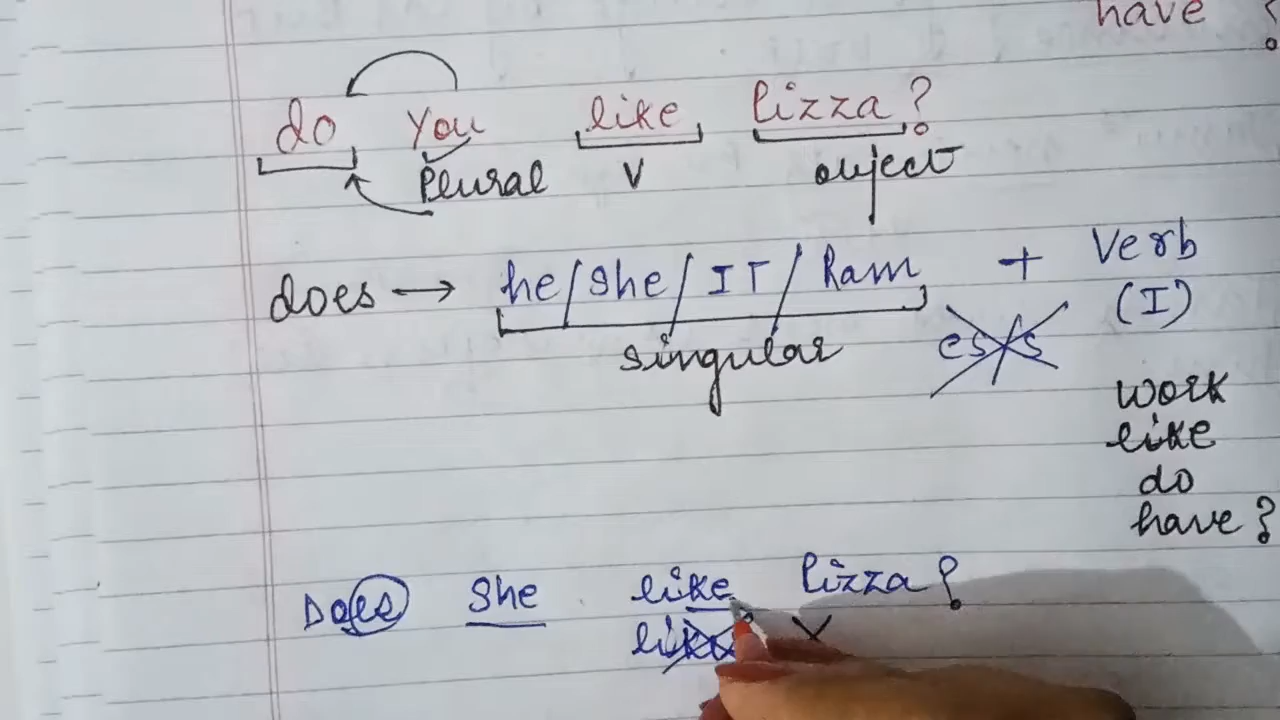 have ?
do you like Pizza?
Plural V object
does → he/She/IT/Ram + Verb
singular es/s (I)
work
like
do
have?
Does She like Pizza?